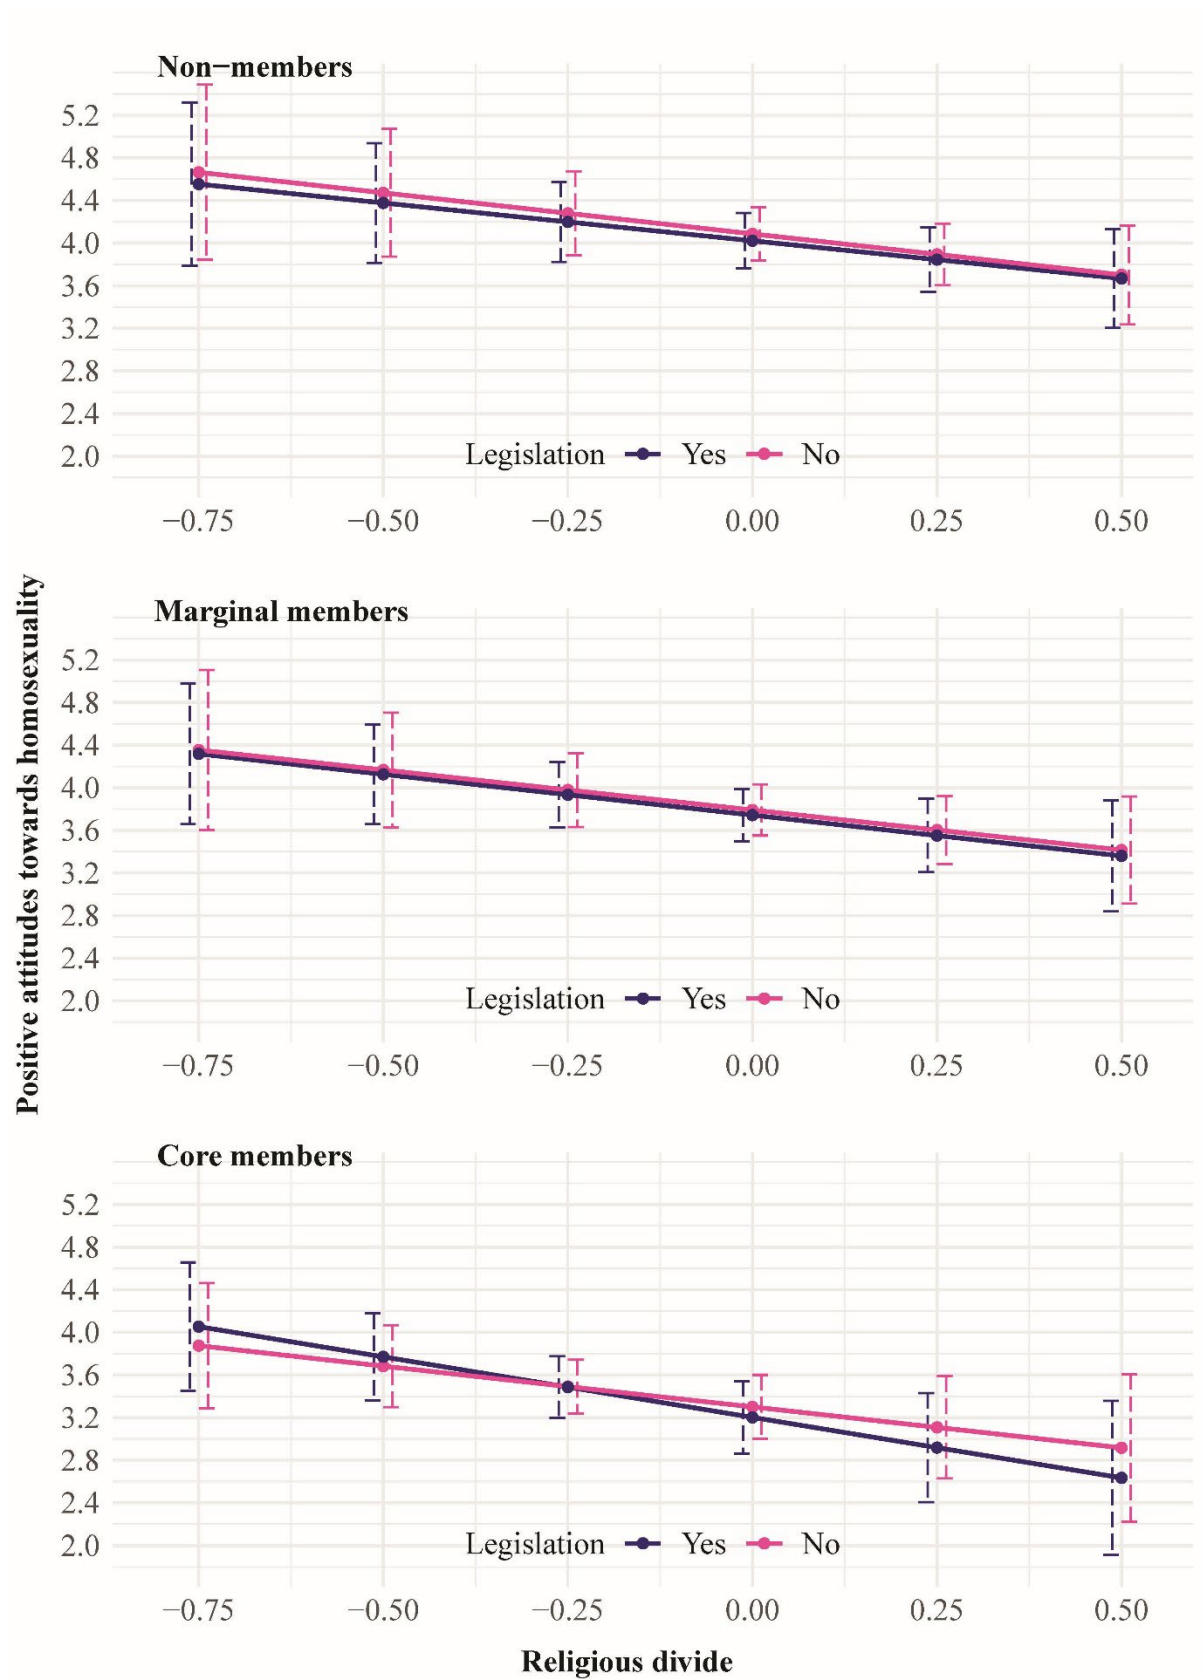 Non−members
5.2
4.8
4.4
4.0
3.6
3.2
2.8
2.4
2.0
Legislation Yes No
−0.75 −0.50 −0.25 0.00 0.25 0.50
Positive attitudes towards homosexuality
Marginal members
5.2
4.8
4.4
4.0
3.6
3.2
2.8
2.4
2.0
Legislation Yes No
−0.75 −0.50 −0.25 0.00 0.25 0.50
Core members
5.2
4.8
4.4
4.0
3.6
3.2
2.8
2.4
2.0
Legislation Yes No
−0.75 −0.50 −0.25 0.00 0.25 0.50
Religious divide